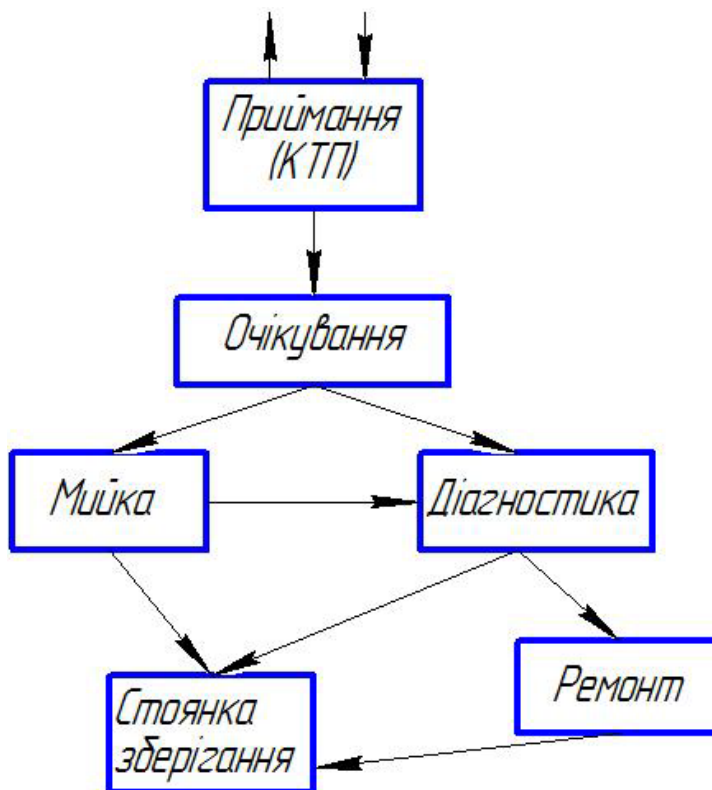 Приймання
(КТП)
Очікування
Мийка
Діагностика
Ремонт
Стоянка
зберігання